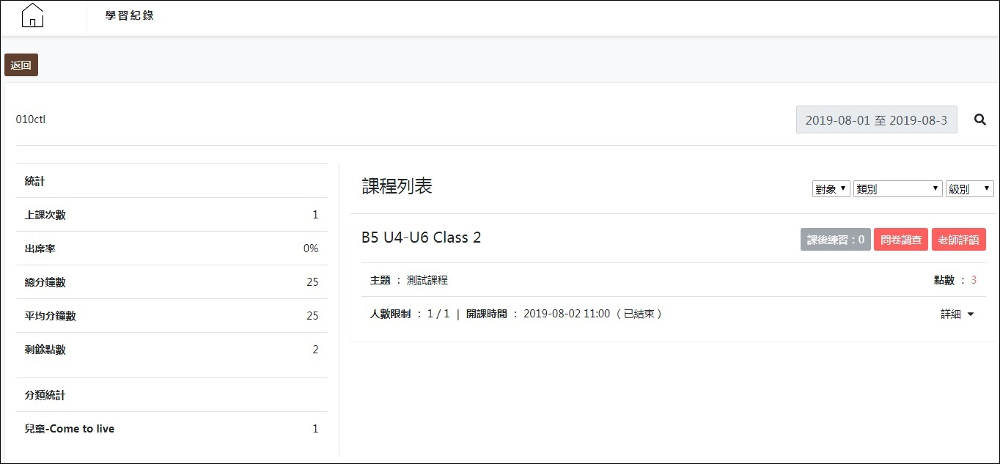 學習紀錄
返回
010ctl
2019-08-01 至 2019-08-3
統計
上課次數 1
出席率 0%
總分鐘數 25
平均分鐘數 25
剩餘點數 2
分類統計
兒童-Come to live 1
課程列表
對象 類別 級別
B5 U4-U6 Class 2
課後練習：0 問卷調查 老師評語
主題 ： 測試課程 點數 ： 3
人數限制 ： 1 / 1 | 開課時間 ： 2019-08-02 11:00 （ 已結束 ） 詳細